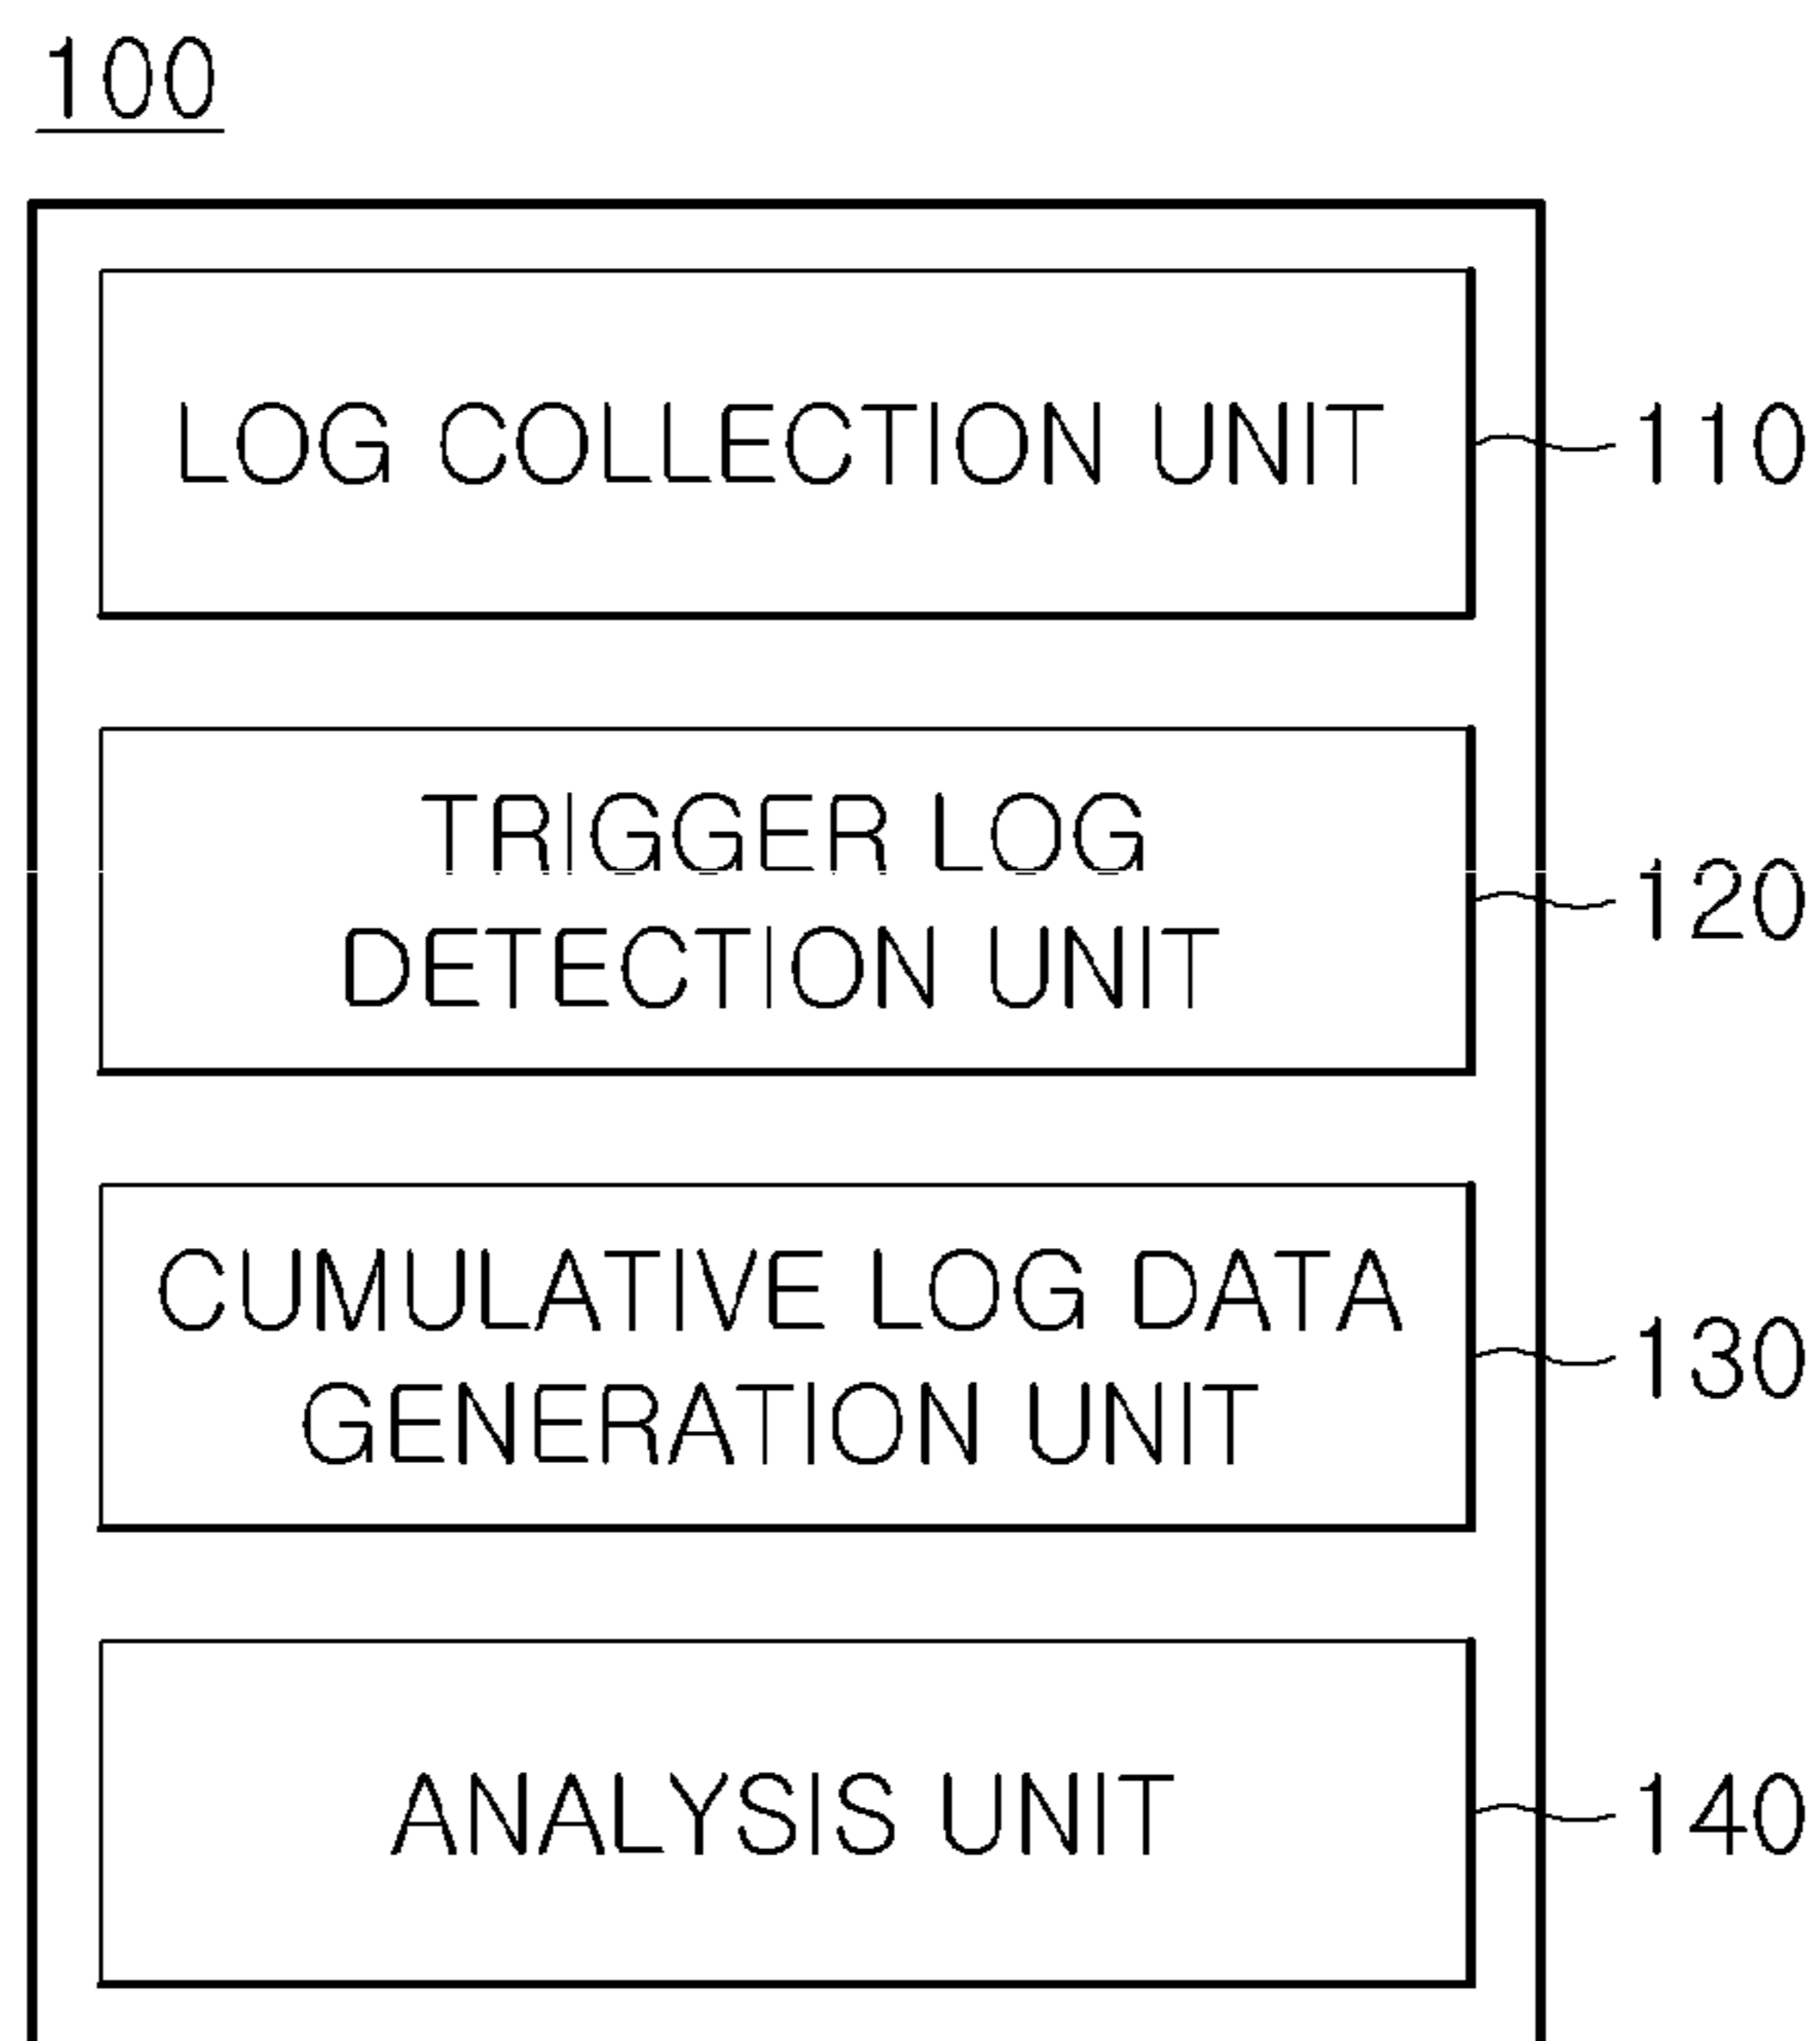 100
LOG COLLECTION UNIT
110
TRIGGER LOG
DETECTION UNIT
120
CUMULATIVE LOG DATA
GENERATION UNIT
130
ANALYSIS UNIT
140